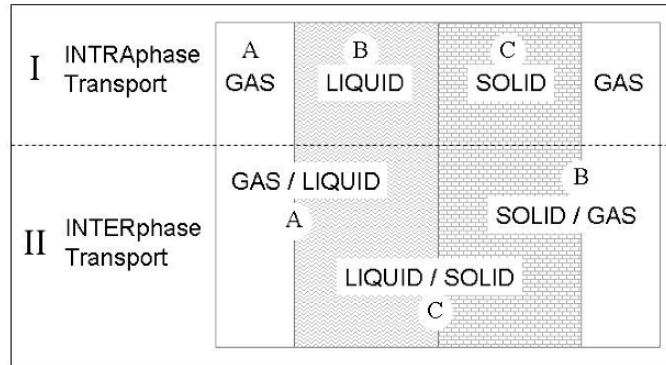 A B C
I INTRAphase
Transport
GAS LIQUID SOLID GAS
GAS / LIQUID
B
A
SOLID / GAS
II INTERphase
Transport
LIQUID / SOLID
C